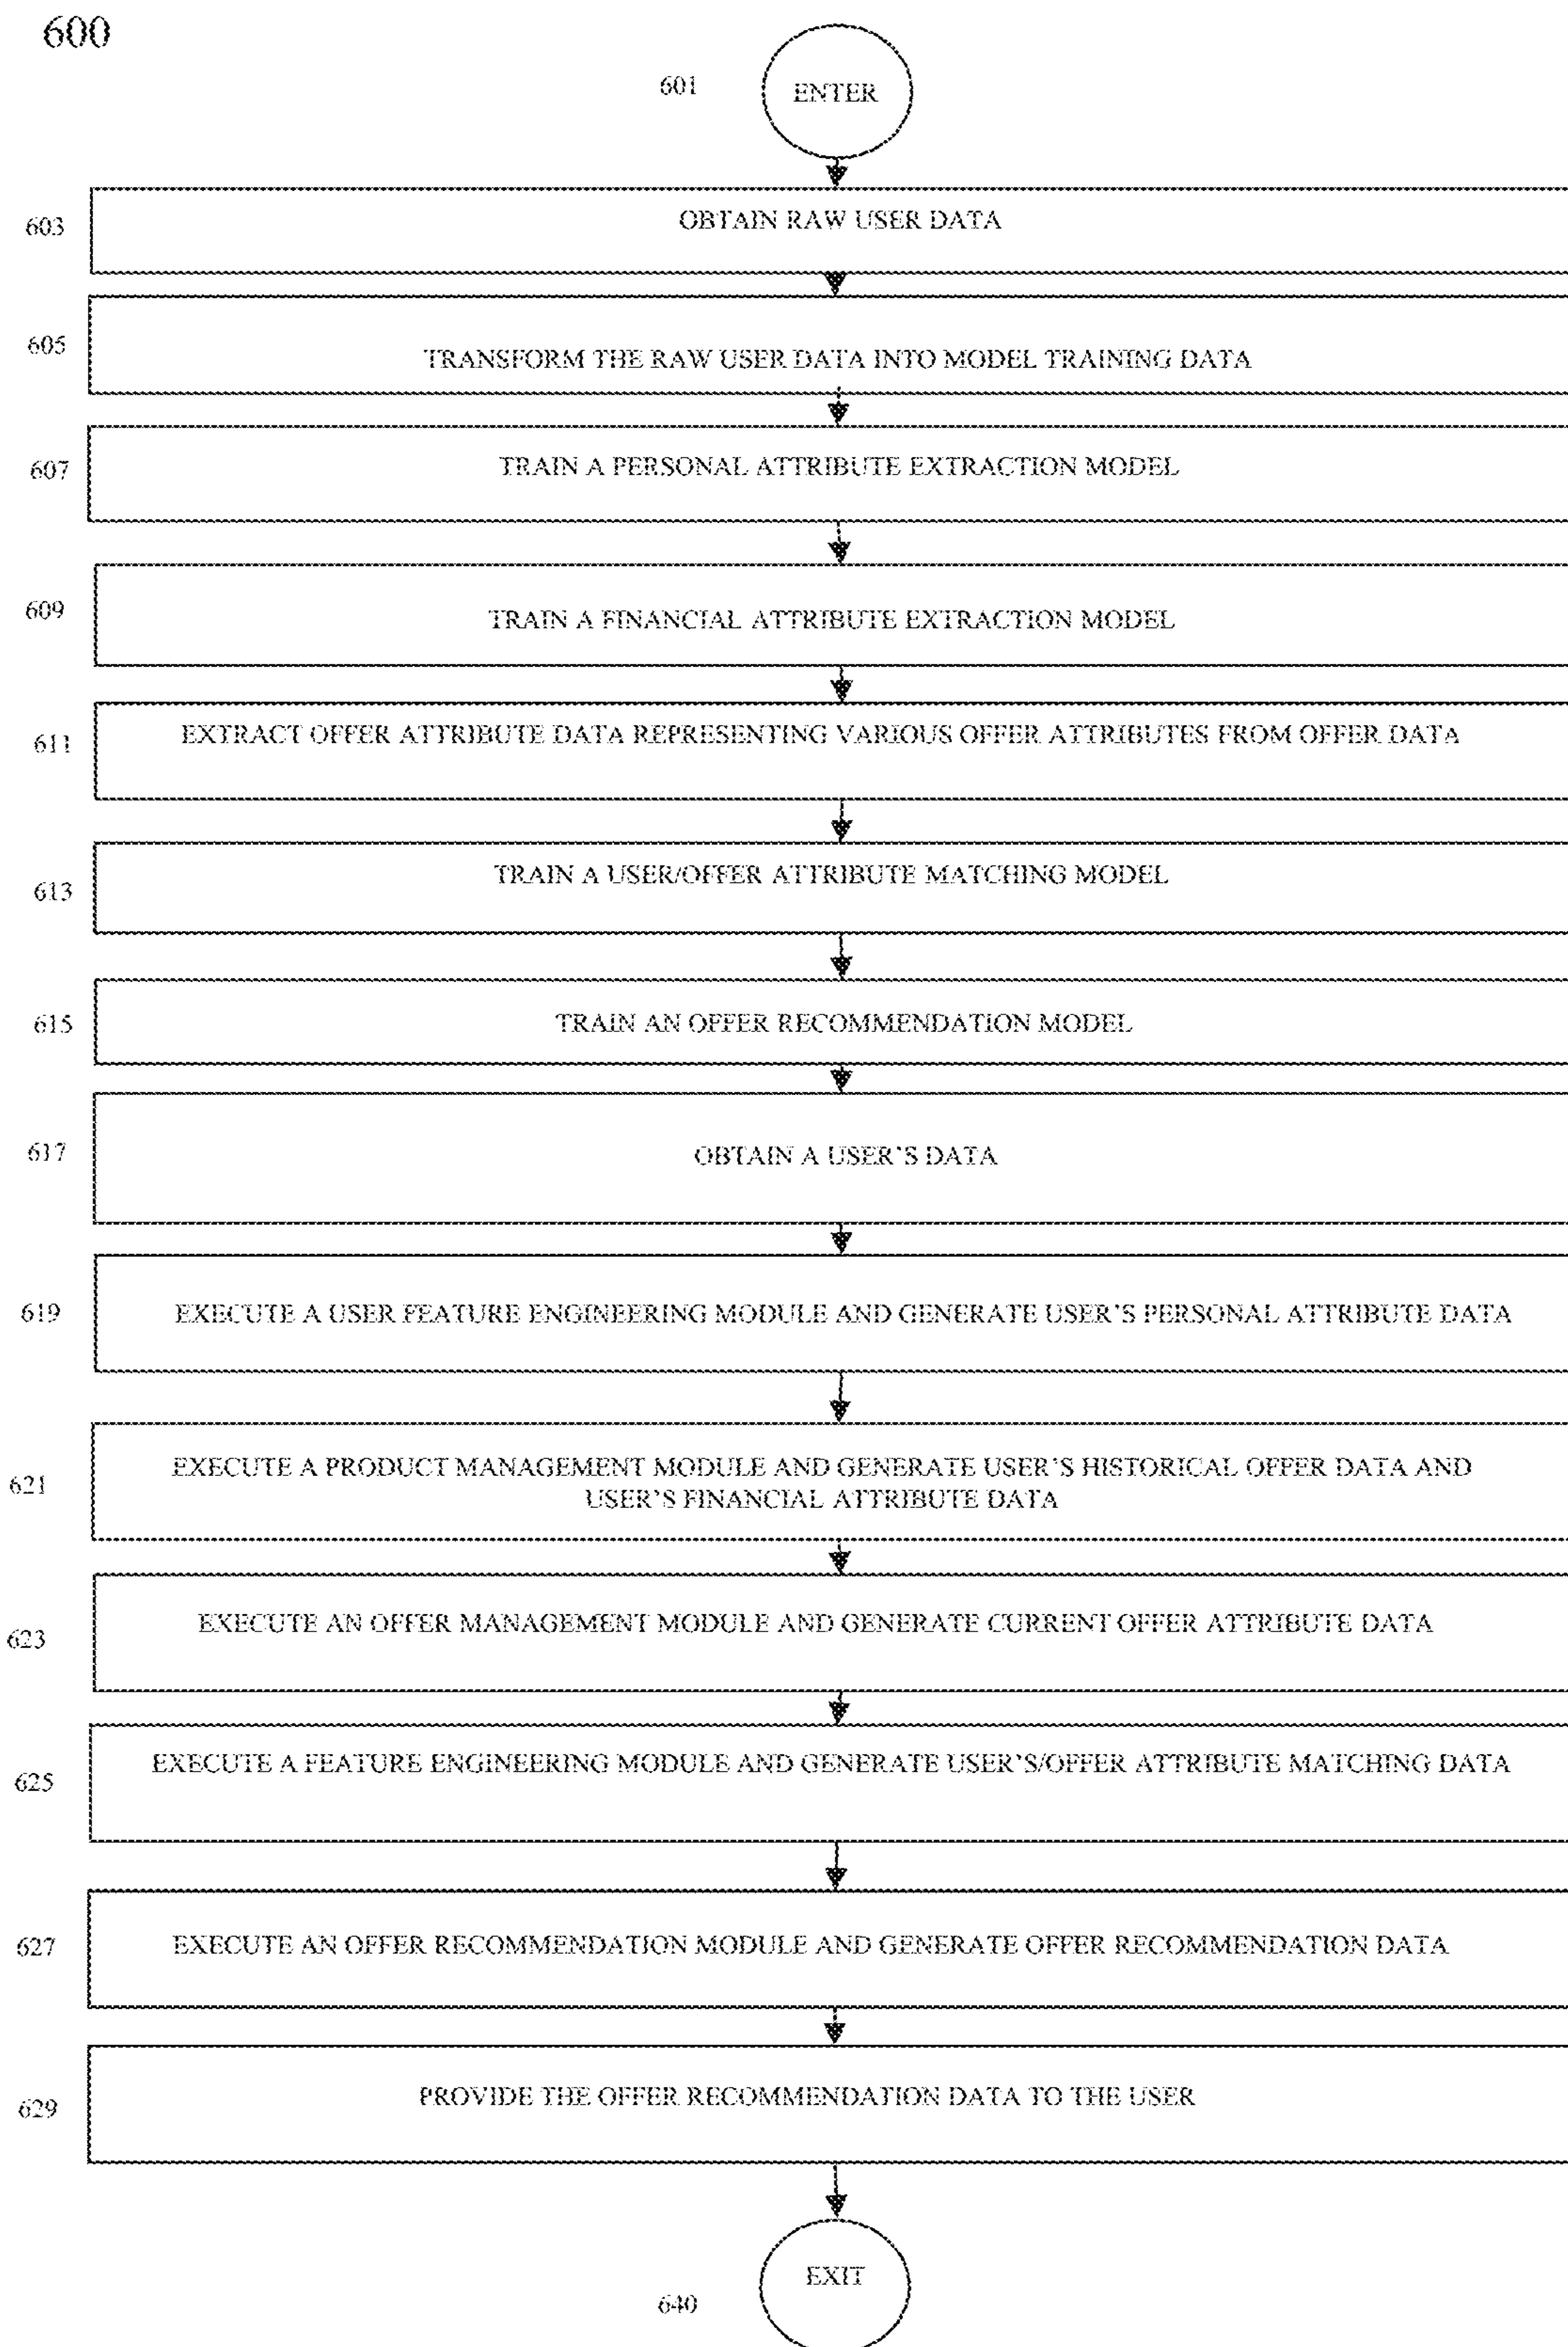 600
601
ENTER
603
OBTAIN RAW USER DATA
605
TRANSFORM THE RAW USER DATA INTO MODEL TRAINING DATA
607
TRAIN A PERSONAL ATTRIBUTE EXTRACTION MODEL
609
TRAIN A FINANCIAL ATTRIBUTE EXTRACTION MODEL
611
EXTRACT OFFER ATTRIBUTE DATA REPRESENTING VARIOUS OFFER ATTRIBUTES FROM OFFER DATA
613
TRAIN A USER/OFFER ATTRIBUTE MATCHING MODEL
615
TRAIN AN OFFER RECOMMENDATION MODEL
617
OBTAIN A USER'S DATA
619
EXECUTE A USER FEATURE ENGINEERING MODULE AND GENERATE USER'S PERSONAL ATTRIBUTE DATA
621
EXECUTE A PRODUCT MANAGEMENT MODULE AND GENERATE USER'S HISTORICAL OFFER DATA AND
USER'S FINANCIAL ATTRIBUTE DATA
623
EXECUTE AN OFFER MANAGEMENT MODULE AND GENERATE CURRENT OFFER ATTRIBUTE DATA
625
EXECUTE A FEATURE ENGINEERING MODULE AND GENERATE USER'S/OFFER ATTRIBUTE MATCHING DATA
627
EXECUTE AN OFFER RECOMMENDATION MODULE AND GENERATE OFFER RECOMMENDATION DATA
629
PROVIDE THE OFFER RECOMMENDATION DATA TO THE USER
EXIT
640